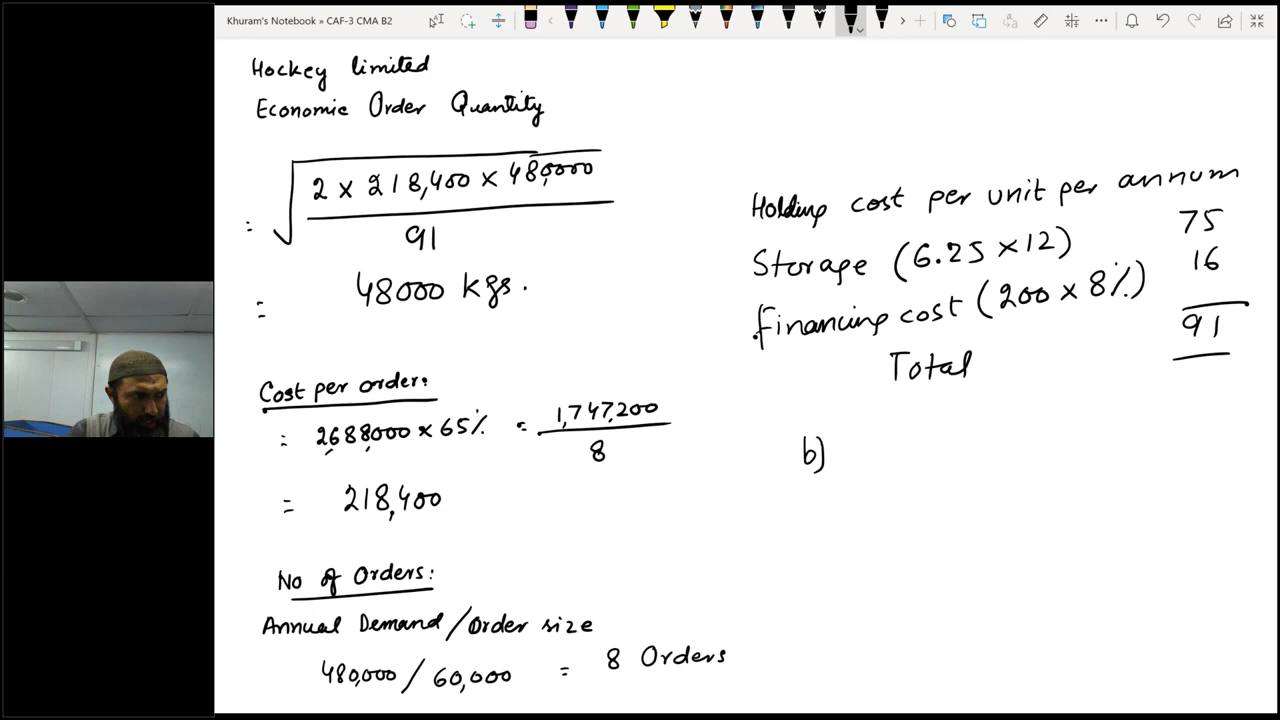 Khuram's Notebook » CAF-3 CMA B2
Hockey limited
Economic Order Quantity
= √ 2 × 218,400 × 480,000
91
= 48000 kgs.
Cost per order:
= 2688,000 × 65% = 1,747,200
8
= 218,400
No of Orders:
Annual Demand / Order size
480,000 / 60,000 = 8 Orders
Holding cost per unit per annum
Storage (6.25 × 12) 75
Financing cost (200 × 8%) 16
Total 91
b)